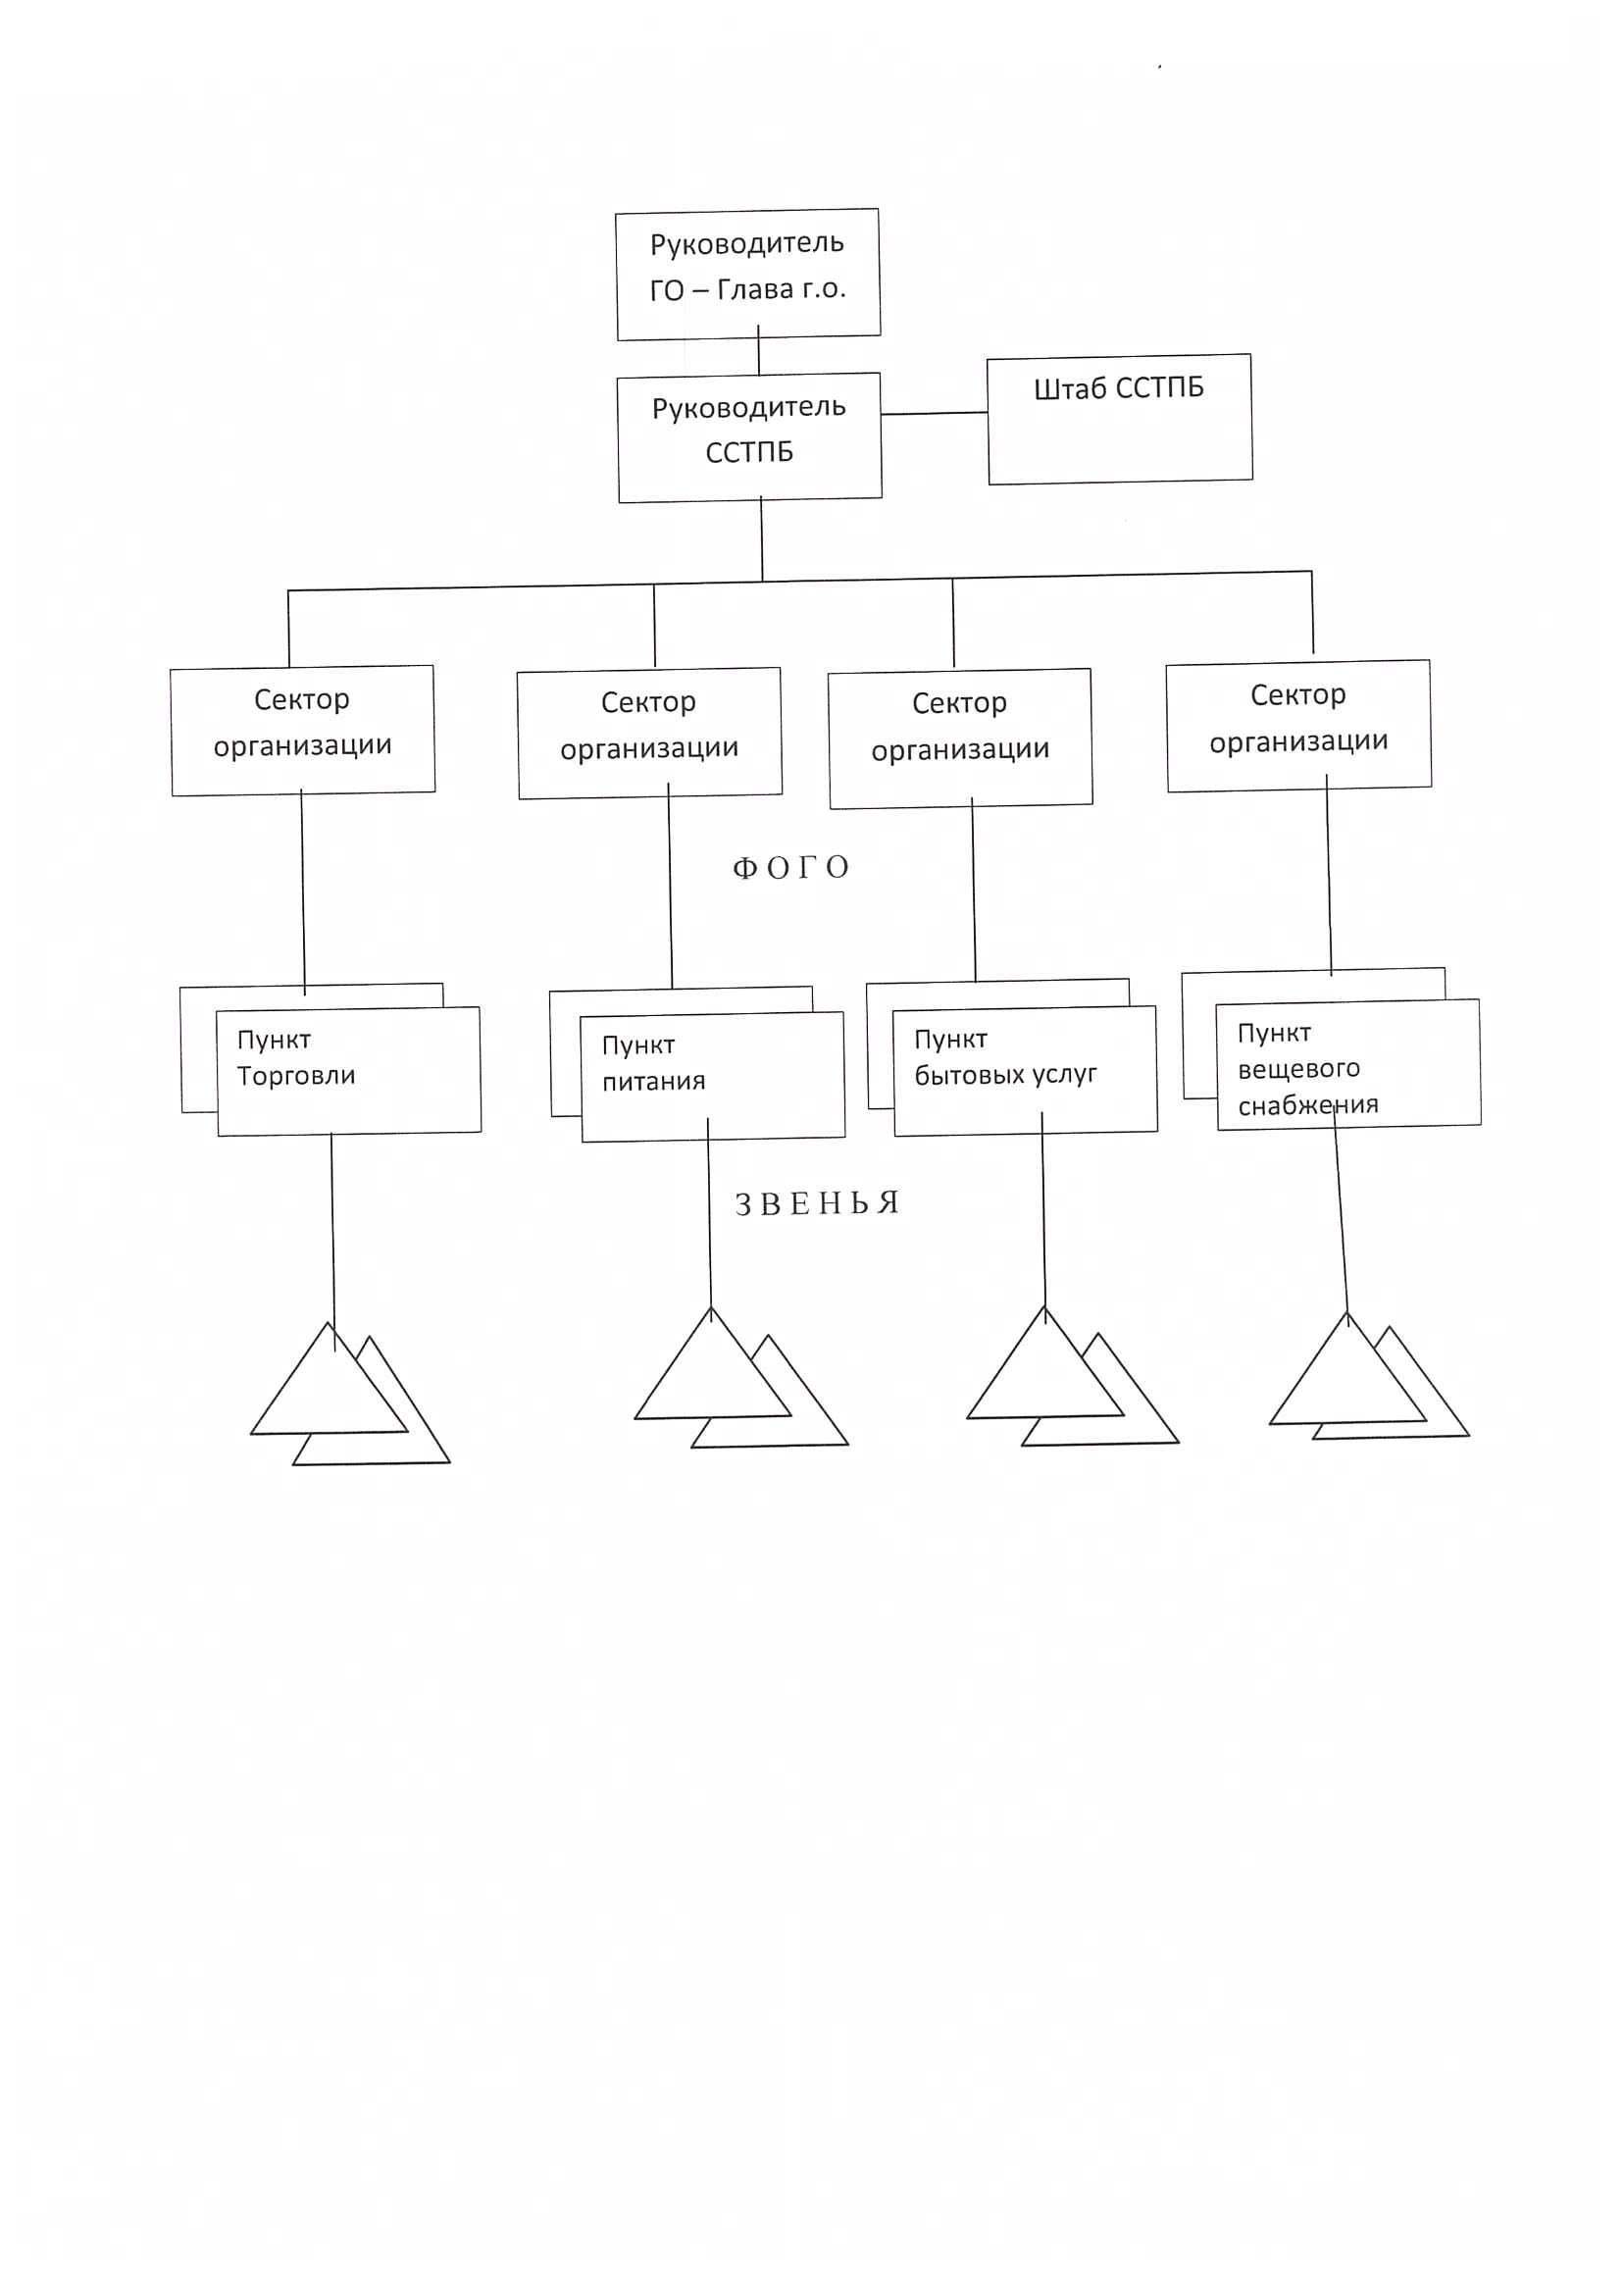 Руководитель
ГО – Глава г.о.
Руководитель
ССТПБ
Штаб ССТПБ
Сектор
организации
Сектор
организации
Сектор
организации
Сектор
организации
ФОГО
Пункт
Торговли
Пункт
питания
Пункт
бытовых услуг
Пункт
вещевого
снабжения
ЗВЕНЬЯ